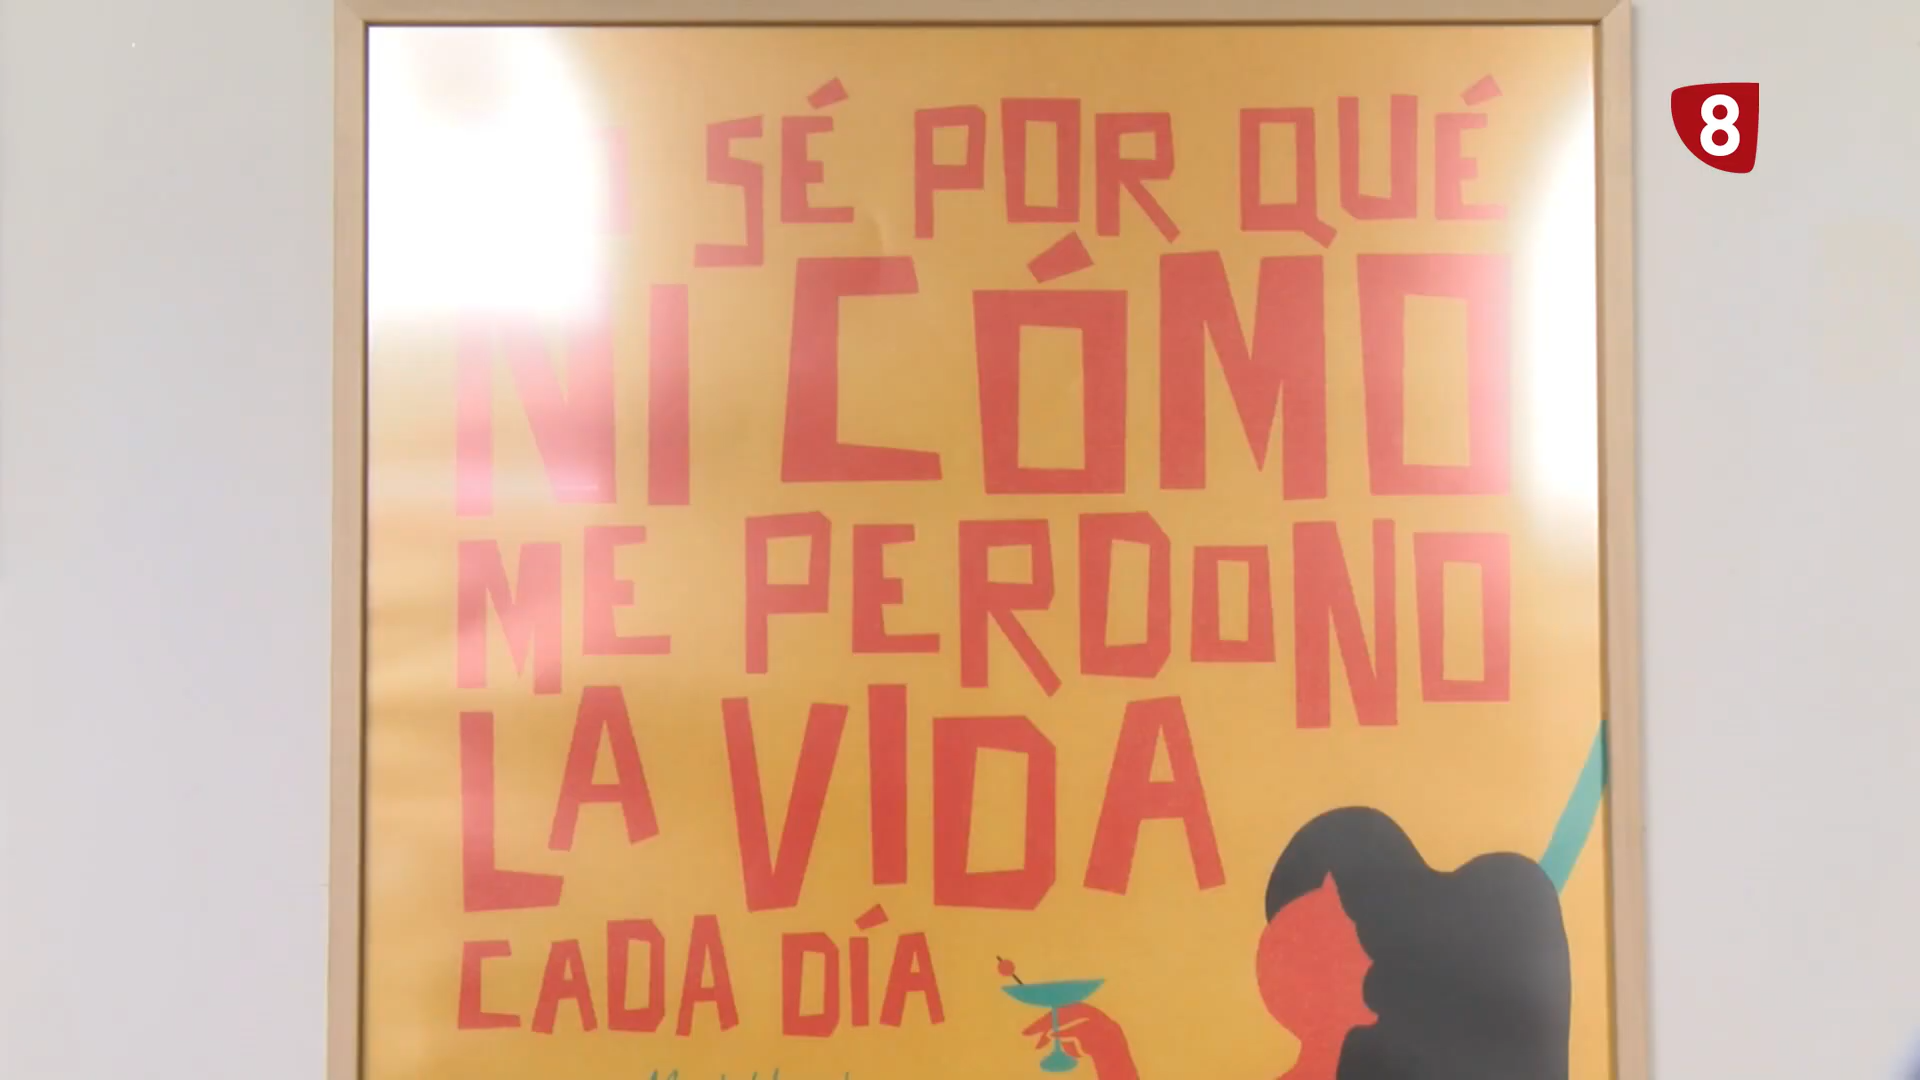 SÉ POR QUÉ
NI CÓMO
ME PERDONO
LA VIDA
CADA DÍA
8